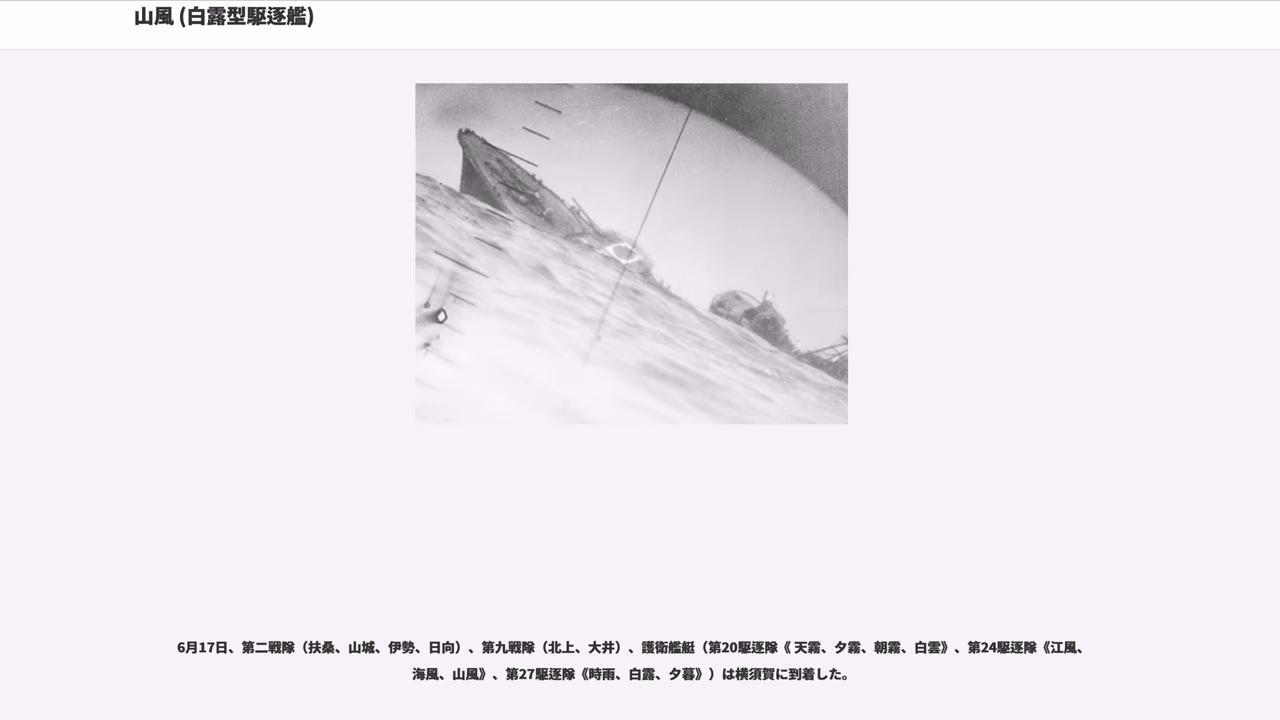 山風 (白露型駆逐艦)
6月17日、第二戦隊（扶桑、山城、伊勢、日向）、第九戦隊（北上、大井）、護衛艦艇（第20駆逐隊《 天霧、夕霧、朝霧、白雲》、第24駆逐隊《江風、
海風、山風》、第27駆逐隊《時雨、白露、夕暮》）は横須賀に到着した。